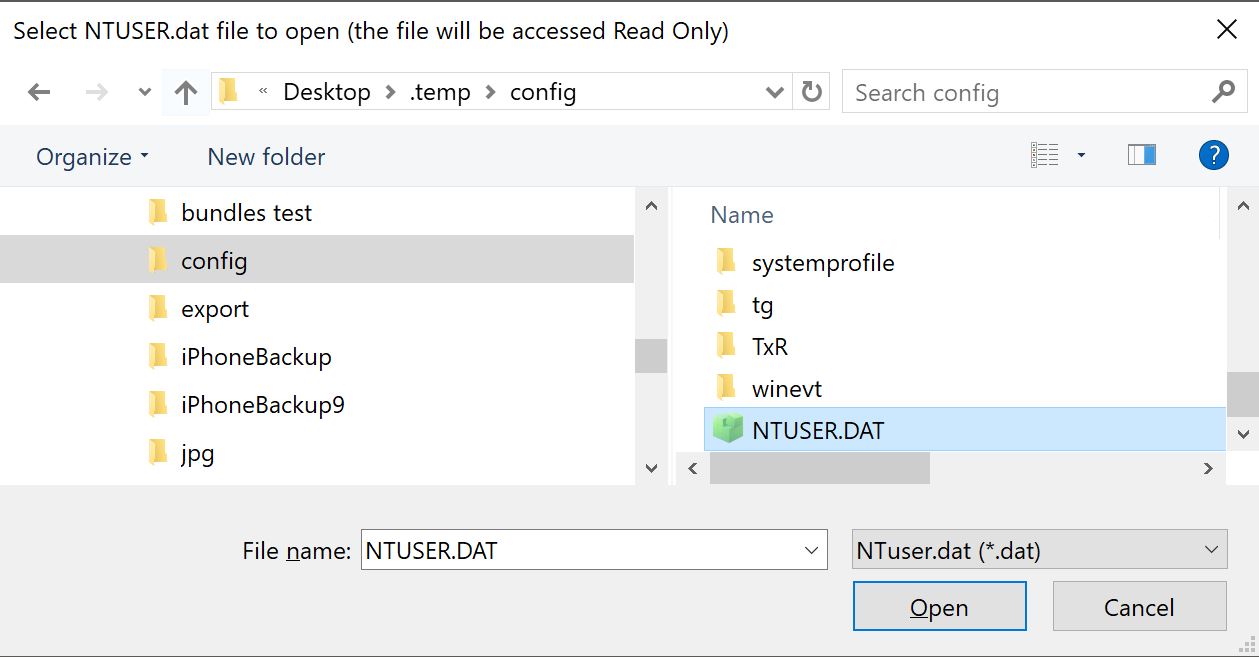 Select NTUSER.dat file to open (the file will be accessed Read Only)
« Desktop > .temp > config
Search config
Organize
New folder
?
bundles test
config
export
iPhoneBackup
iPhoneBackup9
jpg
Name
systemprofile
tg
TxR
winevt
NTUSER.DAT
File name: NTUSER.DAT
NTuser.dat (*.dat)
Open
Cancel